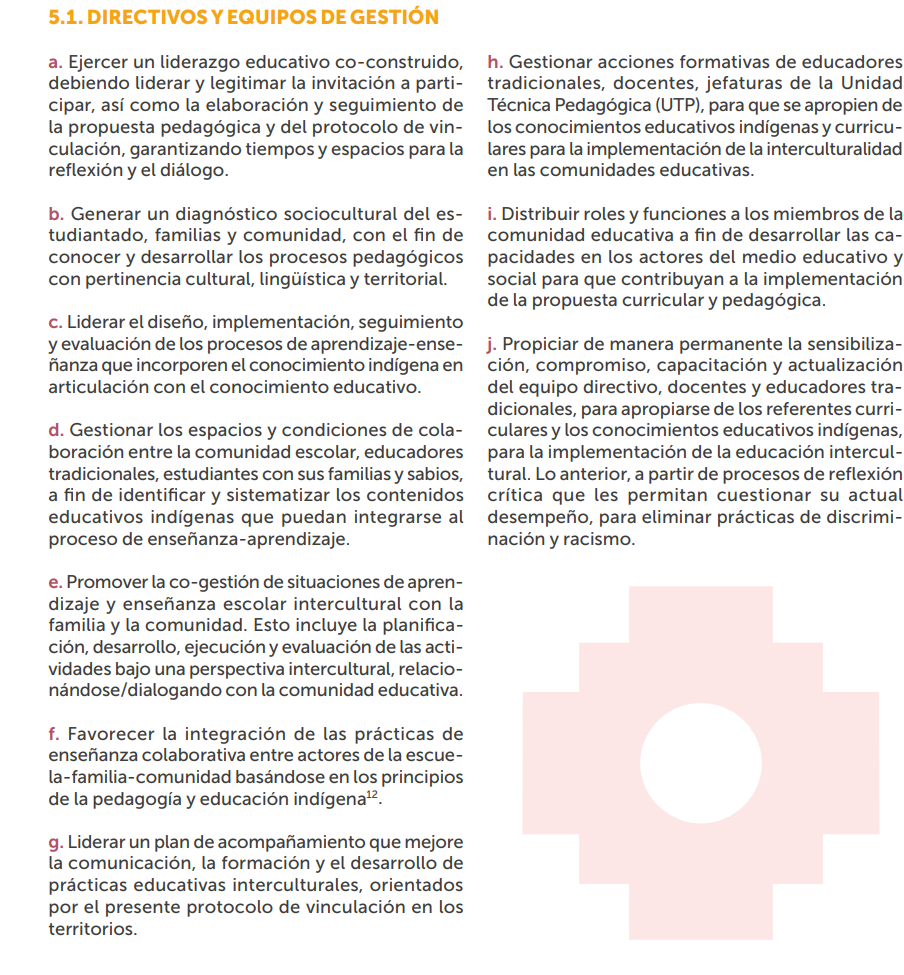 5.1. DIRECTIVOS Y EQUIPOS DE GESTIÓN
a. Ejercer un liderazgo educativo co-construido,
debiendo liderar y legitimar la invitación a parti-
cipar, así como la elaboración y seguimiento de
la propuesta pedagógica y del protocolo de vin-
culación, garantizando tiempos y espacios para la
reflexión y el diálogo.
b. Generar un diagnóstico sociocultural del es-
tudiantado, familias y comunidad, con el fin de
conocer y desarrollar los procesos pedagógicos
con pertinencia cultural, lingüística y territorial.
c. Liderar el diseño, implementación, seguimiento
y evaluación de los procesos de aprendizaje-ense-
ñanza que incorporen el conocimiento indígena en
articulación con el conocimiento educativo.
d. Gestionar los espacios y condiciones de cola-
boración entre la comunidad escolar, educadores
tradicionales, estudiantes con sus familias y sabios,
a fin de identificar y sistematizar los contenidos
educativos indígenas que puedan integrarse al
proceso de enseñanza-aprendizaje.
e. Promover la co-gestión de situaciones de apren-
dizaje y enseñanza escolar intercultural con la
familia y la comunidad. Esto incluye la planifica-
ción, desarrollo, ejecución y evaluación de las acti-
vidades bajo una perspectiva intercultural, relacio-
nándose/dialogando con la comunidad educativa.
f. Favorecer la integración de las prácticas de
enseñanza colaborativa entre actores de la escue-
la-familia-comunidad basándose en los principios
de la pedagogía y educación indígena¹².
g. Liderar un plan de acompañamiento que mejore
la comunicación, la formación y el desarrollo de
prácticas educativas interculturales, orientados
por el presente protocolo de vinculación en los
territorios.
h. Gestionar acciones formativas de educadores
tradicionales, docentes, jefaturas de la Unidad
Técnica Pedagógica (UTP), para que se apropien de
los conocimientos educativos indígenas y curricu-
lares para la implementación de la interculturalidad
en las comunidades educativas.
i. Distribuir roles y funciones a los miembros de la
comunidad educativa a fin de desarrollar las ca-
pacidades en los actores del medio educativo y
social para que contribuyan a la implementación
de la propuesta curricular y pedagógica.
j. Propiciar de manera permanente la sensibiliza-
ción, compromiso, capacitación y actualización
del equipo directivo, docentes y educadores tra-
dicionales, para apropiarse de los referentes curri-
culares y los conocimientos educativos indígenas,
para la implementación de la educación intercul-
tural. Lo anterior, a partir de procesos de reflexión
crítica que les permitan cuestionar su actual
desempeño, para eliminar prácticas de discrimi-
nación y racismo.